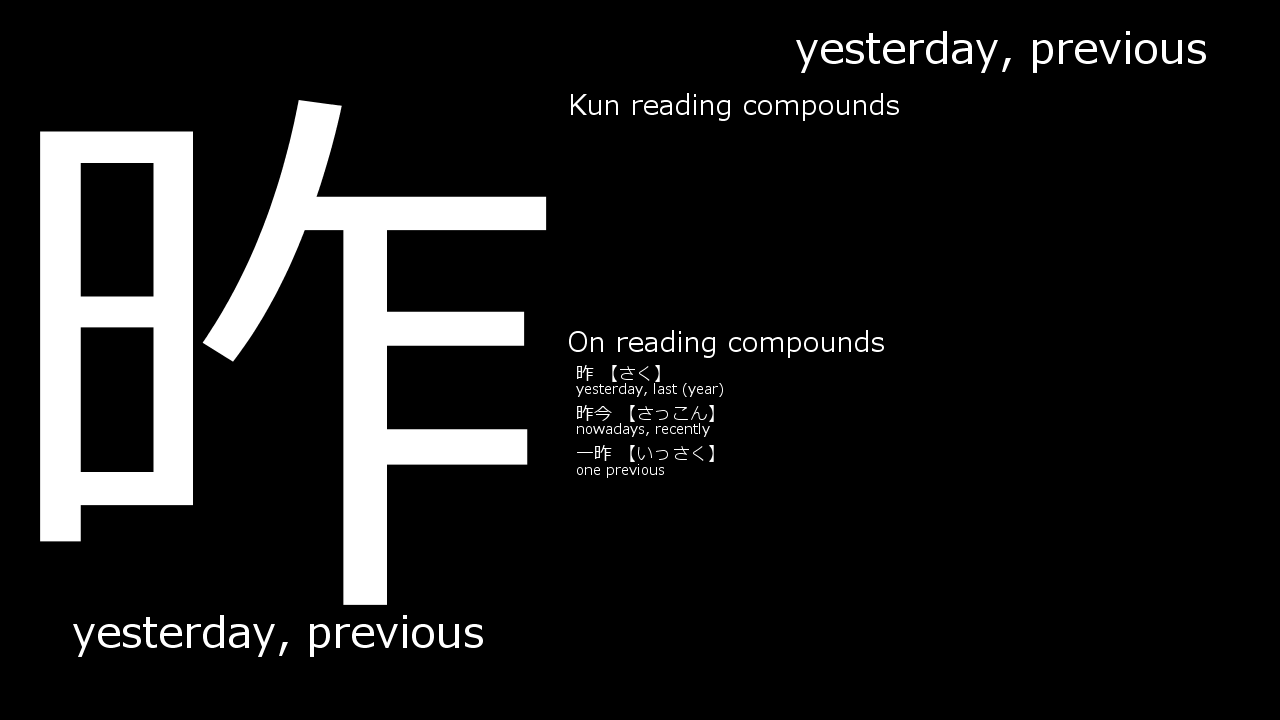 yesterday, previous
昨
Kun reading compounds
On reading compounds
昨 【さく】
yesterday, last (year)
昨今 【さっこん】
nowadays, recently
一昨 【いっさく】
one previous
yesterday, previous